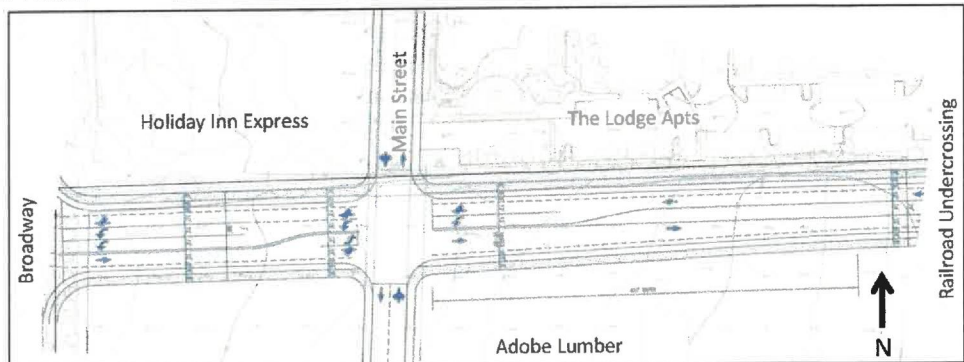 Main Street
Holiday Inn Express
The Lodge Apts
Broadway
Railroad Undercrossing
N
Adobe Lumber